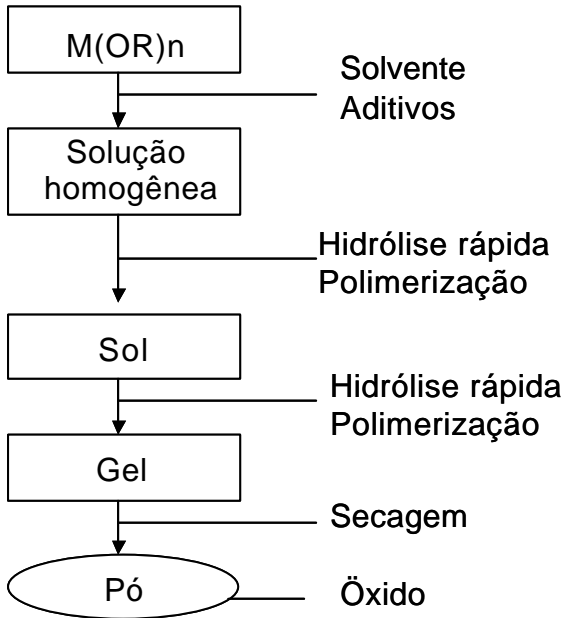 M(OR)n
Solvente
Aditivos
Solução
homogênea
Hidrólise rápida
Polimerização
Sol
Hidrólise rápida
Polimerização
Gel
Secagem
Pó
Öxido